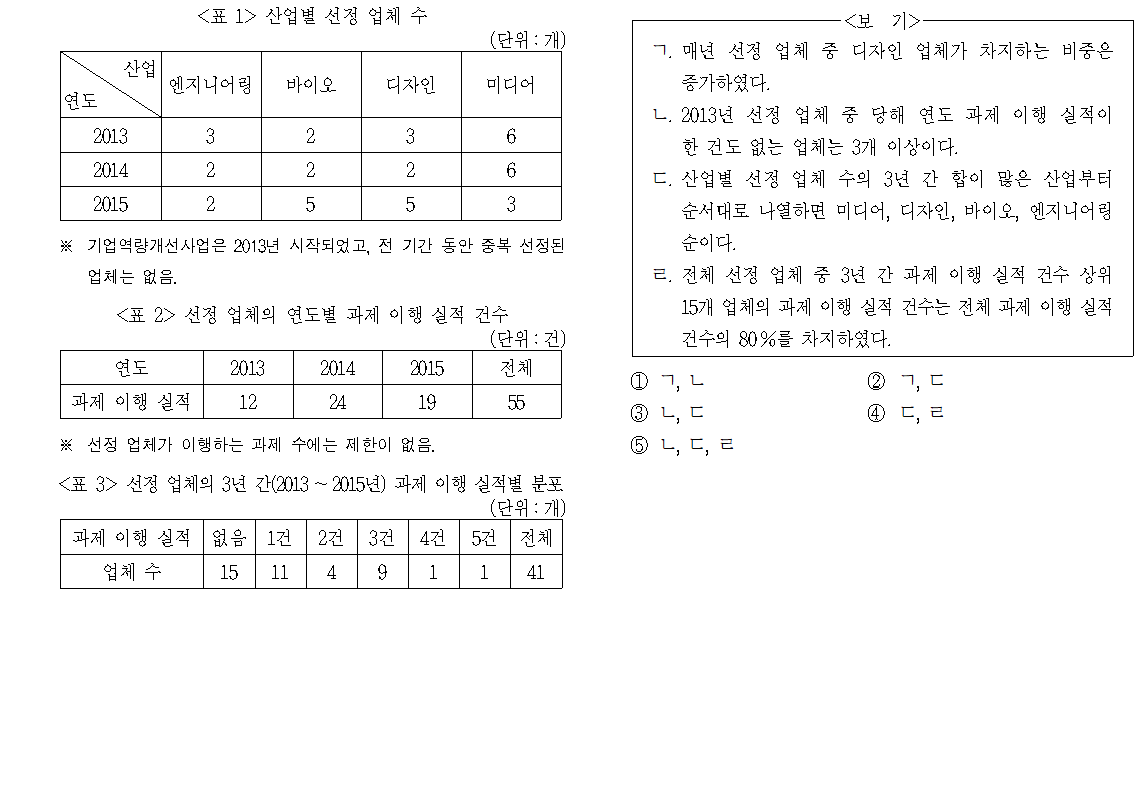 <표 1> 산업별 선정 업체 수
(단위 : 개)
산업
연도 엔지니어링 바이오 디자인 미디어
2013 3 2 3 6
2014 2 2 2 6
2015 2 5 5 3
※ 기업역량개선사업은 2013년 시작되었고, 전 기간 동안 중복 선정된
업체는 없음.
<표 2> 선정 업체의 연도별 과제 이행 실적 건수
(단위 : 건)
연도 2013 2014 2015 전체
과제 이행 실적 12 24 19 55
※ 선정 업체가 이행하는 과제 수에는 제한이 없음.
<표 3> 선정 업체의 3년 간(2013 ~ 2015년) 과제 이행 실적별 분포
(단위 : 개)
과제 이행 실적 없음 1건 2건 3건 4건 5건 전체
업체 수 15 11 4 9 1 1 41
<보 기>
ㄱ. 매년 선정 업체 중 디자인 업체가 차지하는 비중은
증가하였다.
ㄴ. 2013년 선정 업체 중 당해 연도 과제 이행 실적이
한 건도 없는 업체는 3개 이상이다.
ㄷ. 산업별 선정 업체 수의 3년 간 합이 많은 산업부터
순서대로 나열하면 미디어, 디자인, 바이오, 엔지니어링
순이다.
ㄹ. 전체 선정 업체 중 3년 간 과제 이행 실적 건수 상위
15개 업체의 과제 이행 실적 건수는 전체 과제 이행 실적
건수의 80%를 차지하였다.
① ㄱ, ㄴ ② ㄱ, ㄷ
③ ㄴ, ㄷ ④ ㄷ, ㄹ
⑤ ㄴ, ㄷ, ㄹ